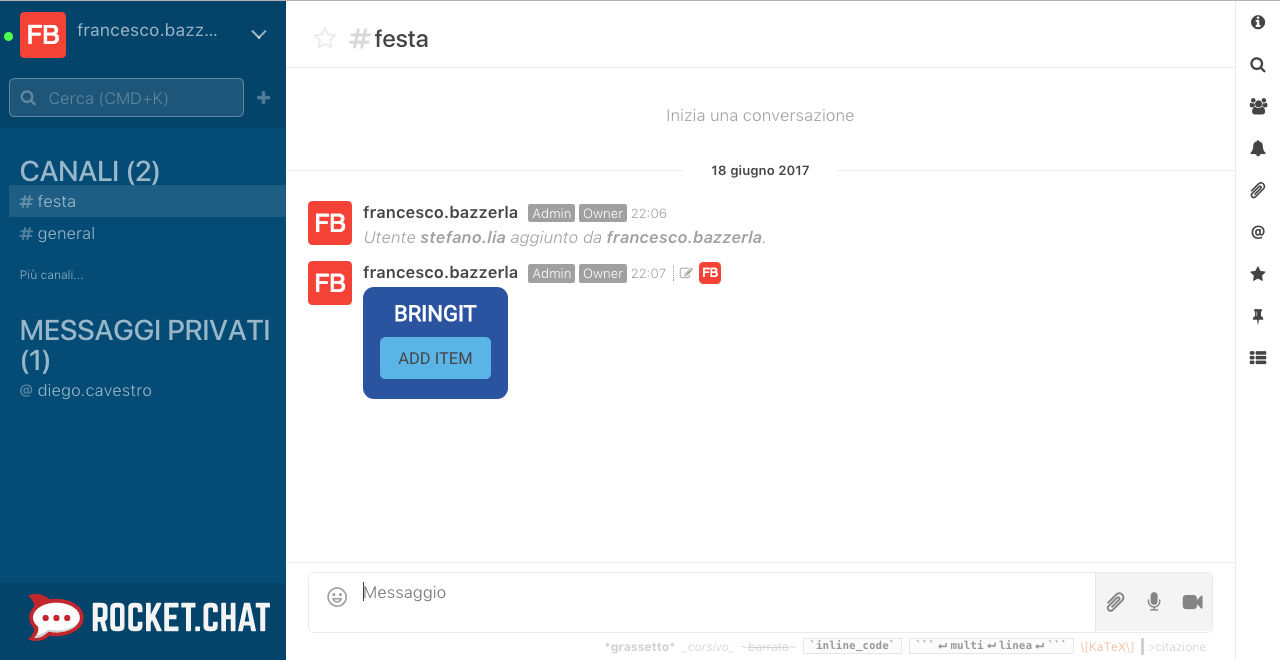 FB francesco.bazz...
Cerca (CMD+K)
CANALI (2)
# festa
# general
Più canali...
MESSAGGI PRIVATI
(1)
@ diego.cavestro
ROCKET.CHAT
#festa
Inizia una conversazione
18 giugno 2017
FB francesco.bazzerla Admin Owner 22:06
Utente stefano.lia aggiunto da francesco.bazzerla.
FB francesco.bazzerla Admin Owner 22:07 FB
BRINGIT
ADD ITEM
Messaggio
*grassetto* _corsivo_ ~barrato~ `inline_code` ```↵multi↵linea↵``` \[KaTeX\] >citazione